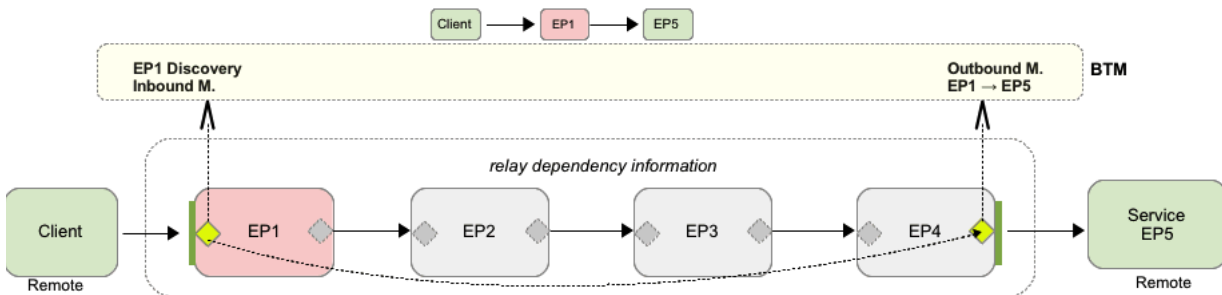 Client
EP1
EP5
EP1 Discovery
Inbound M.
Outbound M.
EP1 → EP5
BTM
relay dependency information
Client
EP1
EP2
EP3
EP4
Service
EP5
Remote
Remote